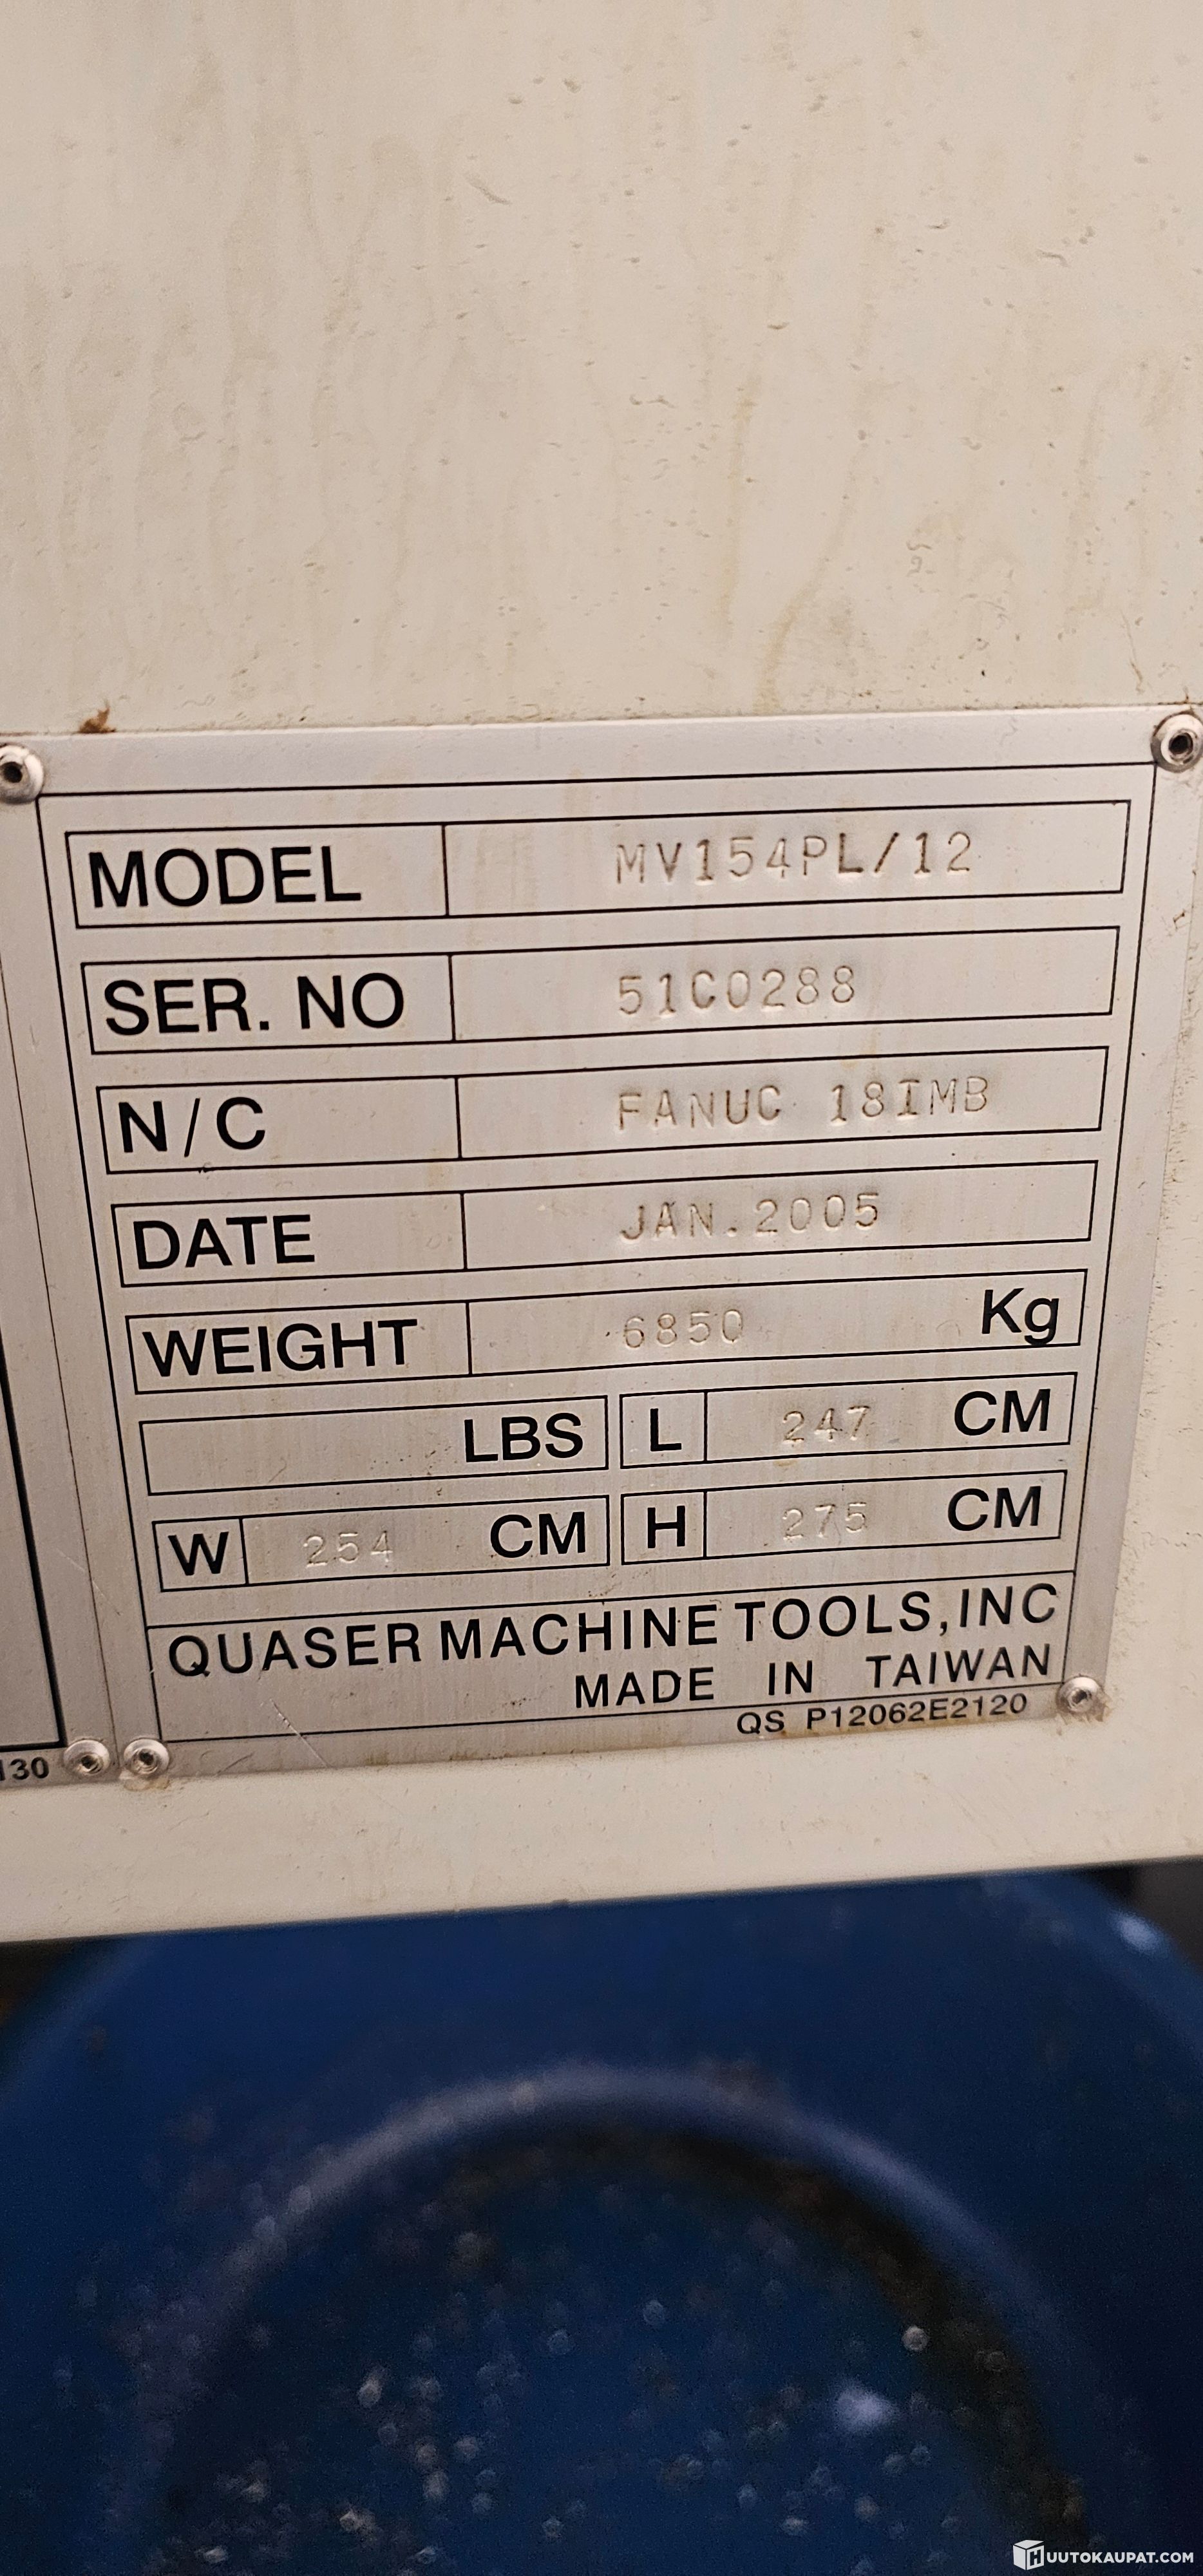 MODEL MV154PL/12
SER. NO 51C0288
N/C FANUC 18IMB
DATE JAN.2005
WEIGHT 6850 Kg
LBS L 247 CM
W 254 CM H 275 CM
QUASER MACHINE TOOLS,INC
MADE IN TAIWAN
QS P12062E2120
130
HUUTOKAUPAT.COM